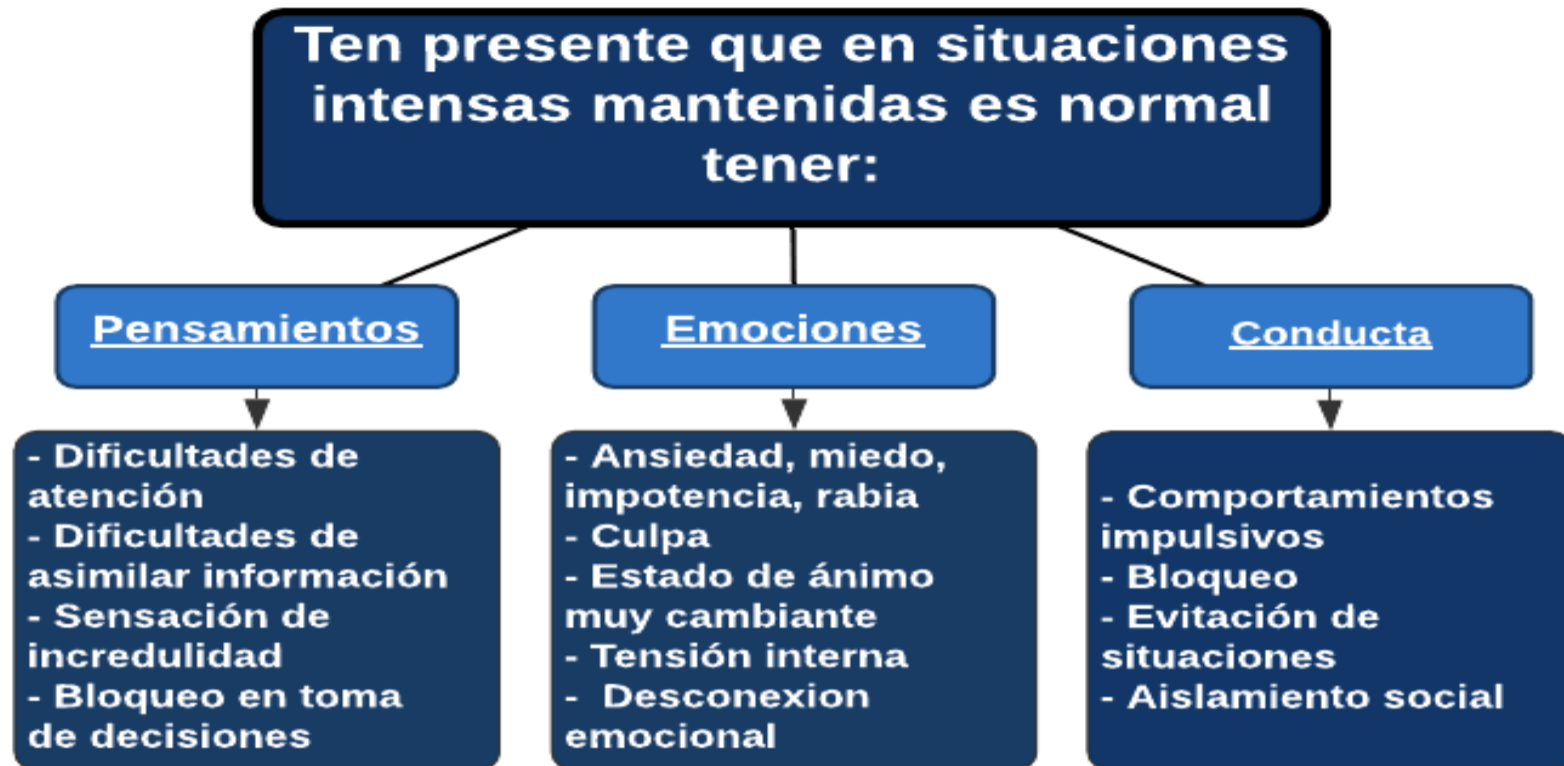 Ten presente que en situaciones
intensas mantenidas es normal
tener:
Pensamientos
- Dificultades de
atención
- Dificultades de
asimilar información
- Sensación de
incredulidad
- Bloqueo en toma
de decisiones
Emociones
- Ansiedad, miedo,
impotencia, rabia
- Culpa
- Estado de ánimo
muy cambiante
- Tensión interna
-  Desconexion
emocional
Conducta
- Comportamientos
impulsivos
- Bloqueo
- Evitación de
situaciones
- Aislamiento social